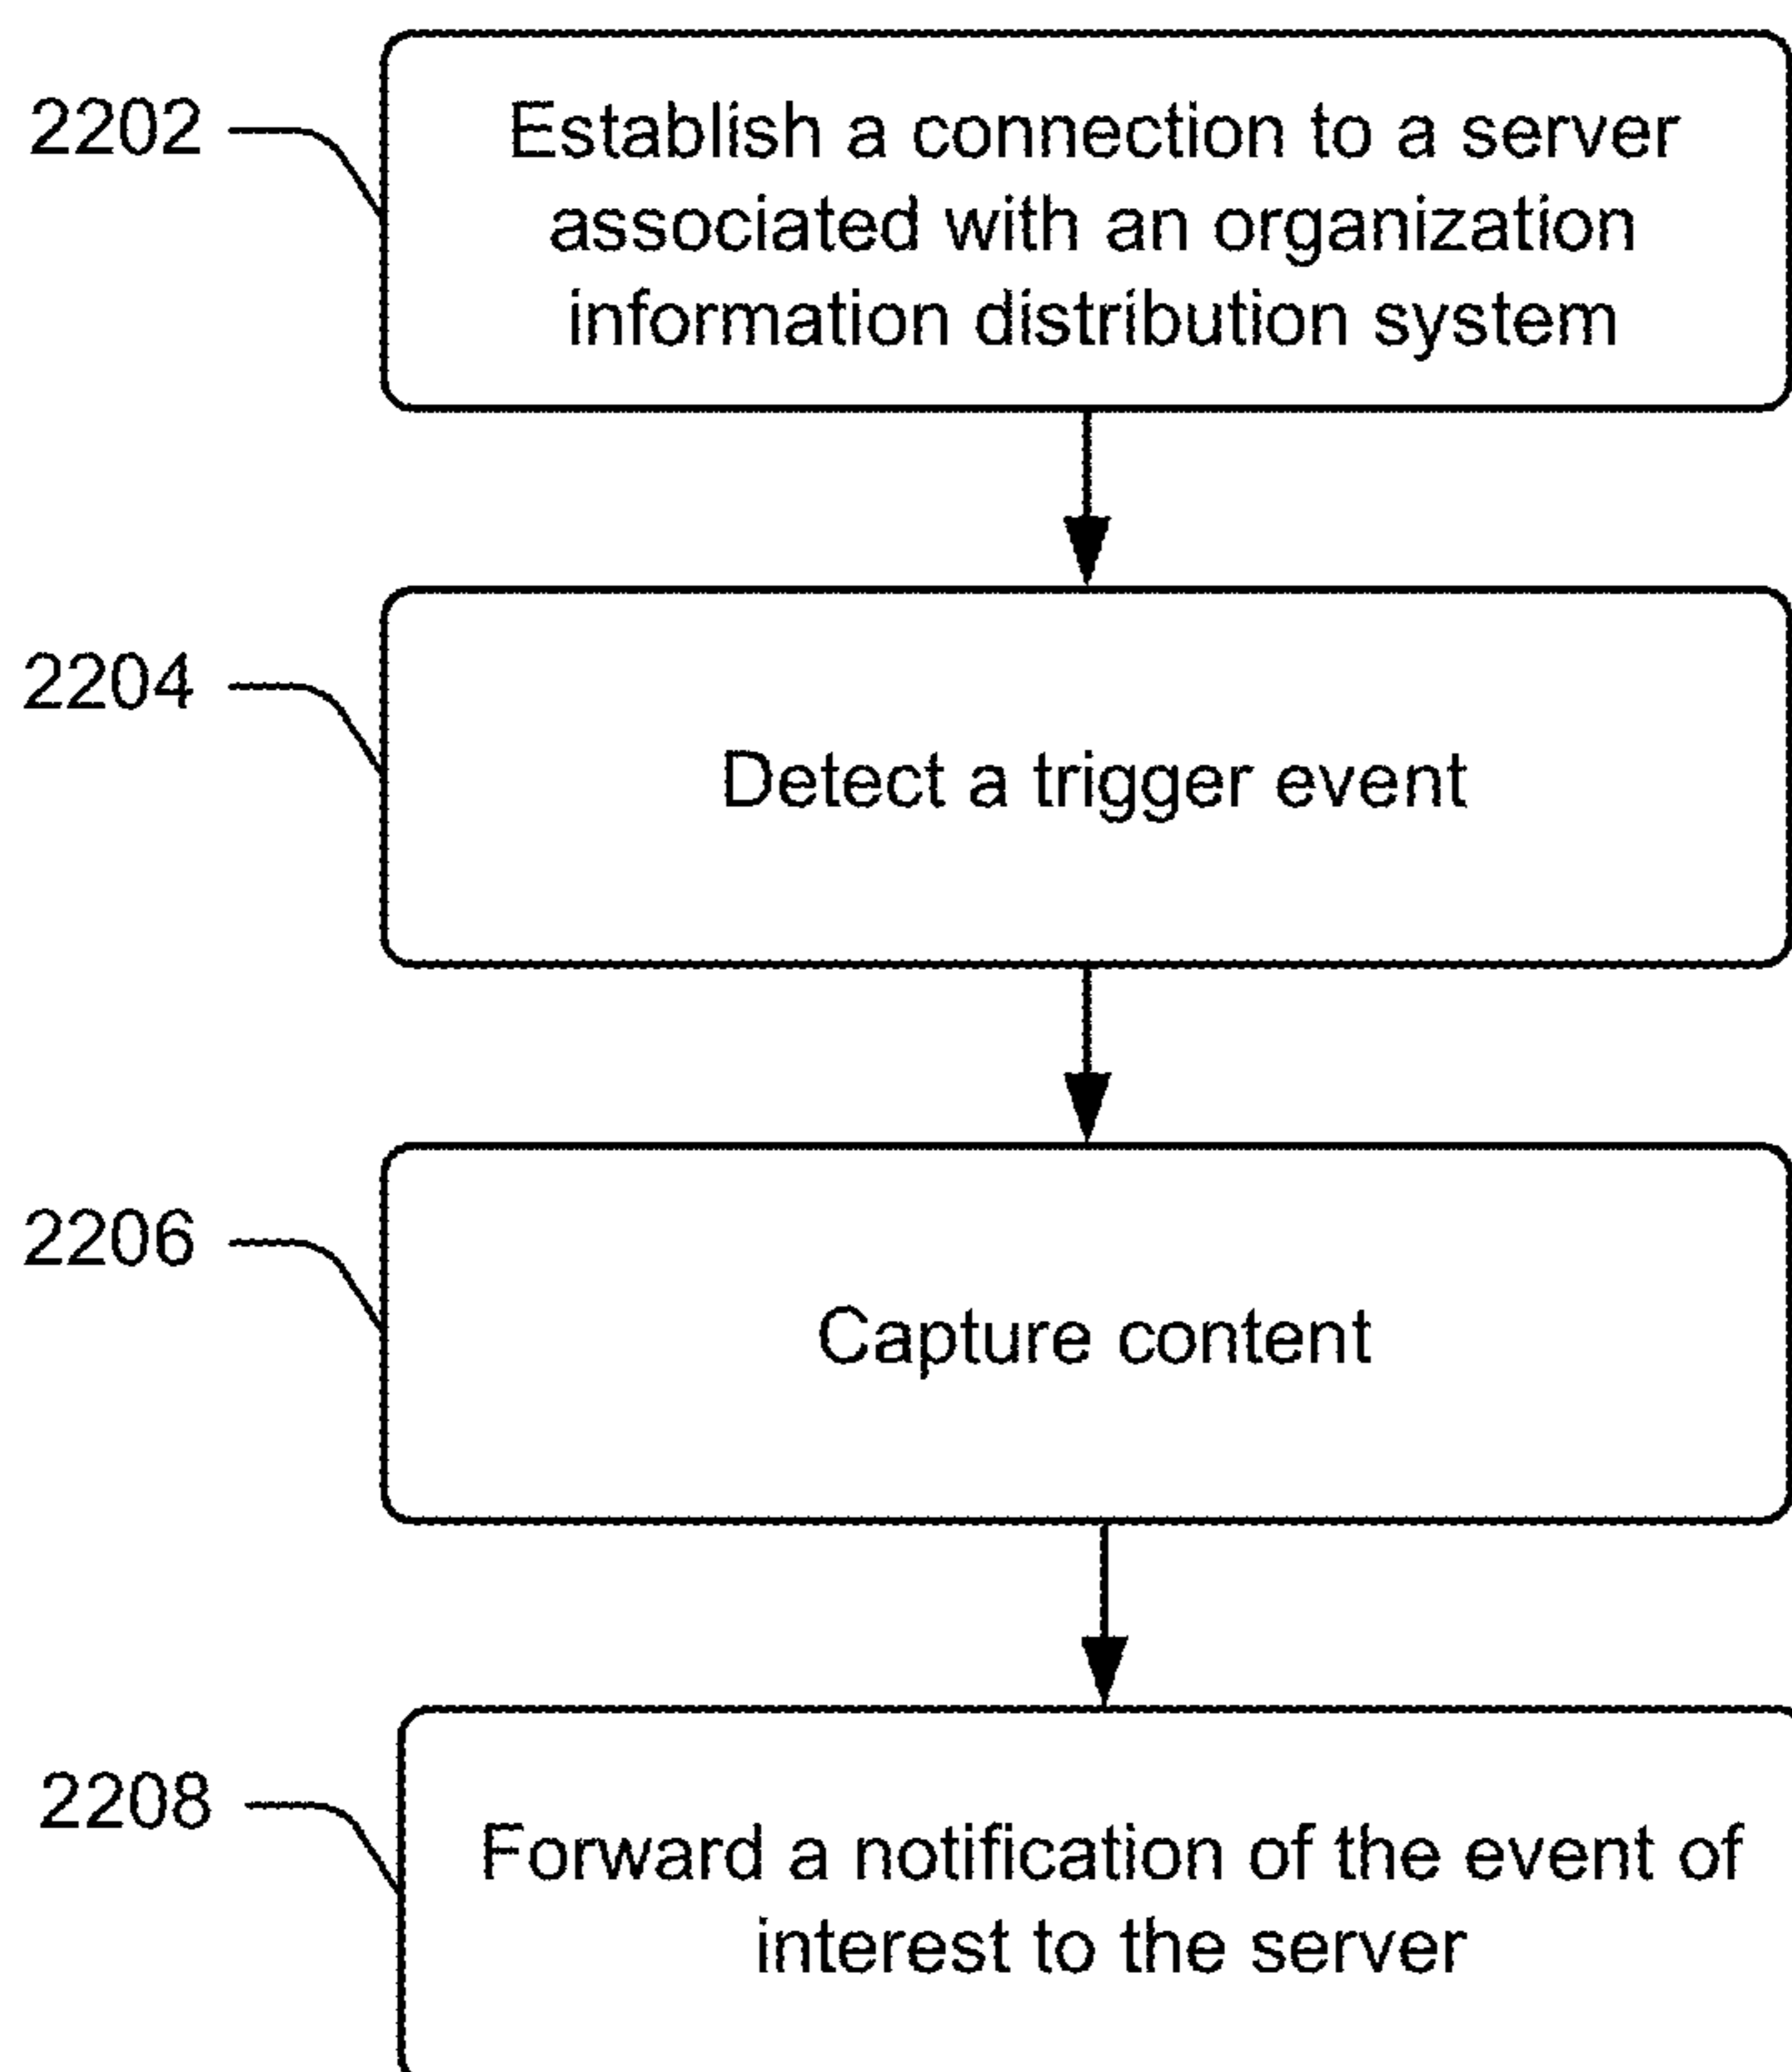 2202
Establish a connection to a server
associated with an organization
information distribution system
2204
Detect a trigger event
2206
Capture content
2208
Forward a notification of the event of
interest to the server